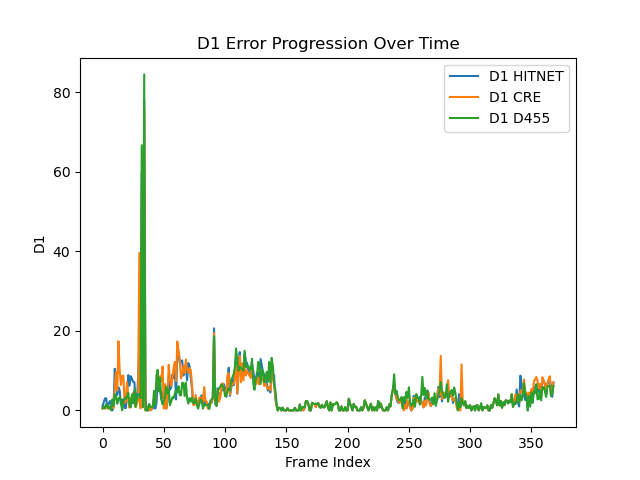 D1 Error Progression Over Time
D1 HITNET
D1 CRE
D1 D455
80
60
40
20
0
D1
0 50 100 150 200 250 300 350
Frame Index